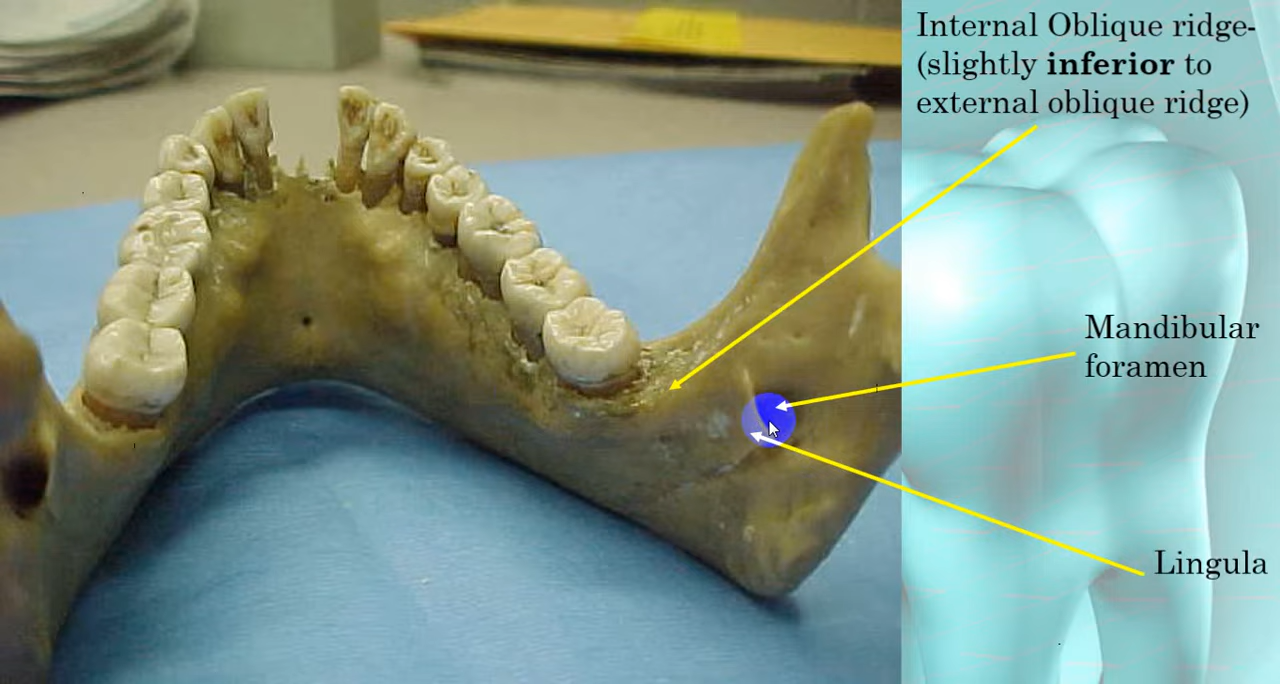 Internal Oblique ridge-
(slightly inferior to
external oblique ridge)
Mandibular
foramen
Lingula